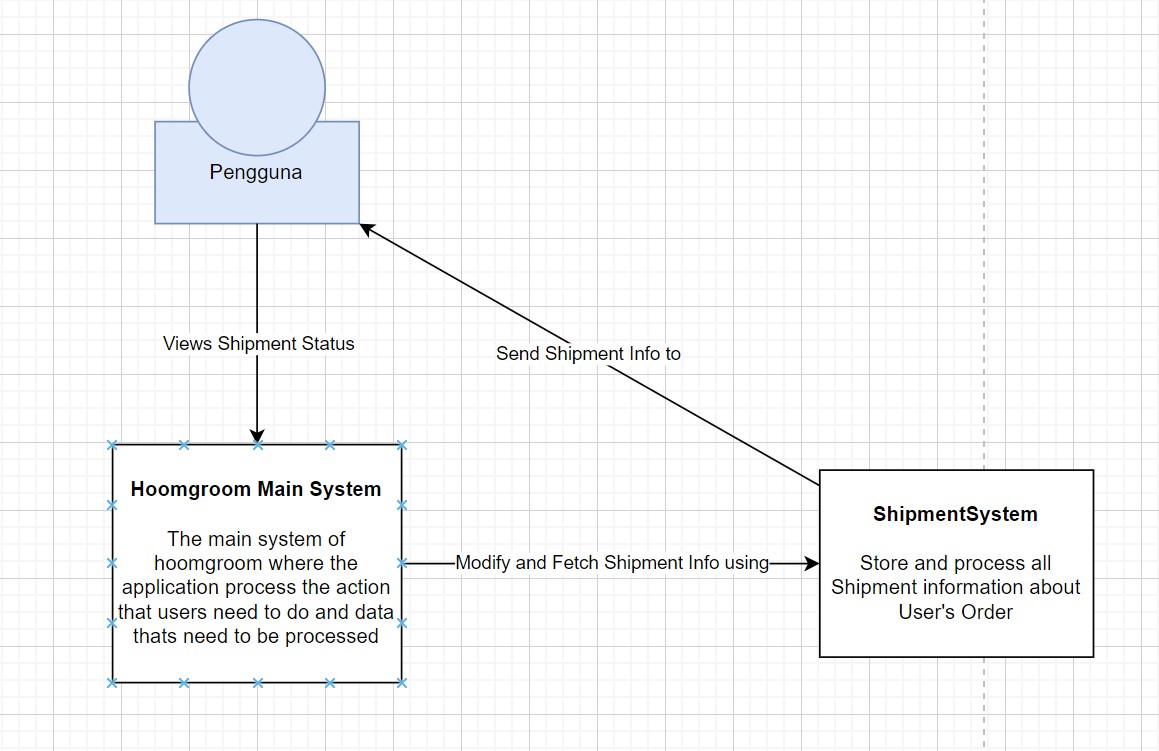 Pengguna
Views Shipment Status
Send Shipment Info to
Hoomgroom Main System
The main system of
hoomgroom where the
application process the action
that users need to do and data
thats need to be processed
Modify and Fetch Shipment Info using
ShipmentSystem
Store and process all
Shipment information about
User's Order